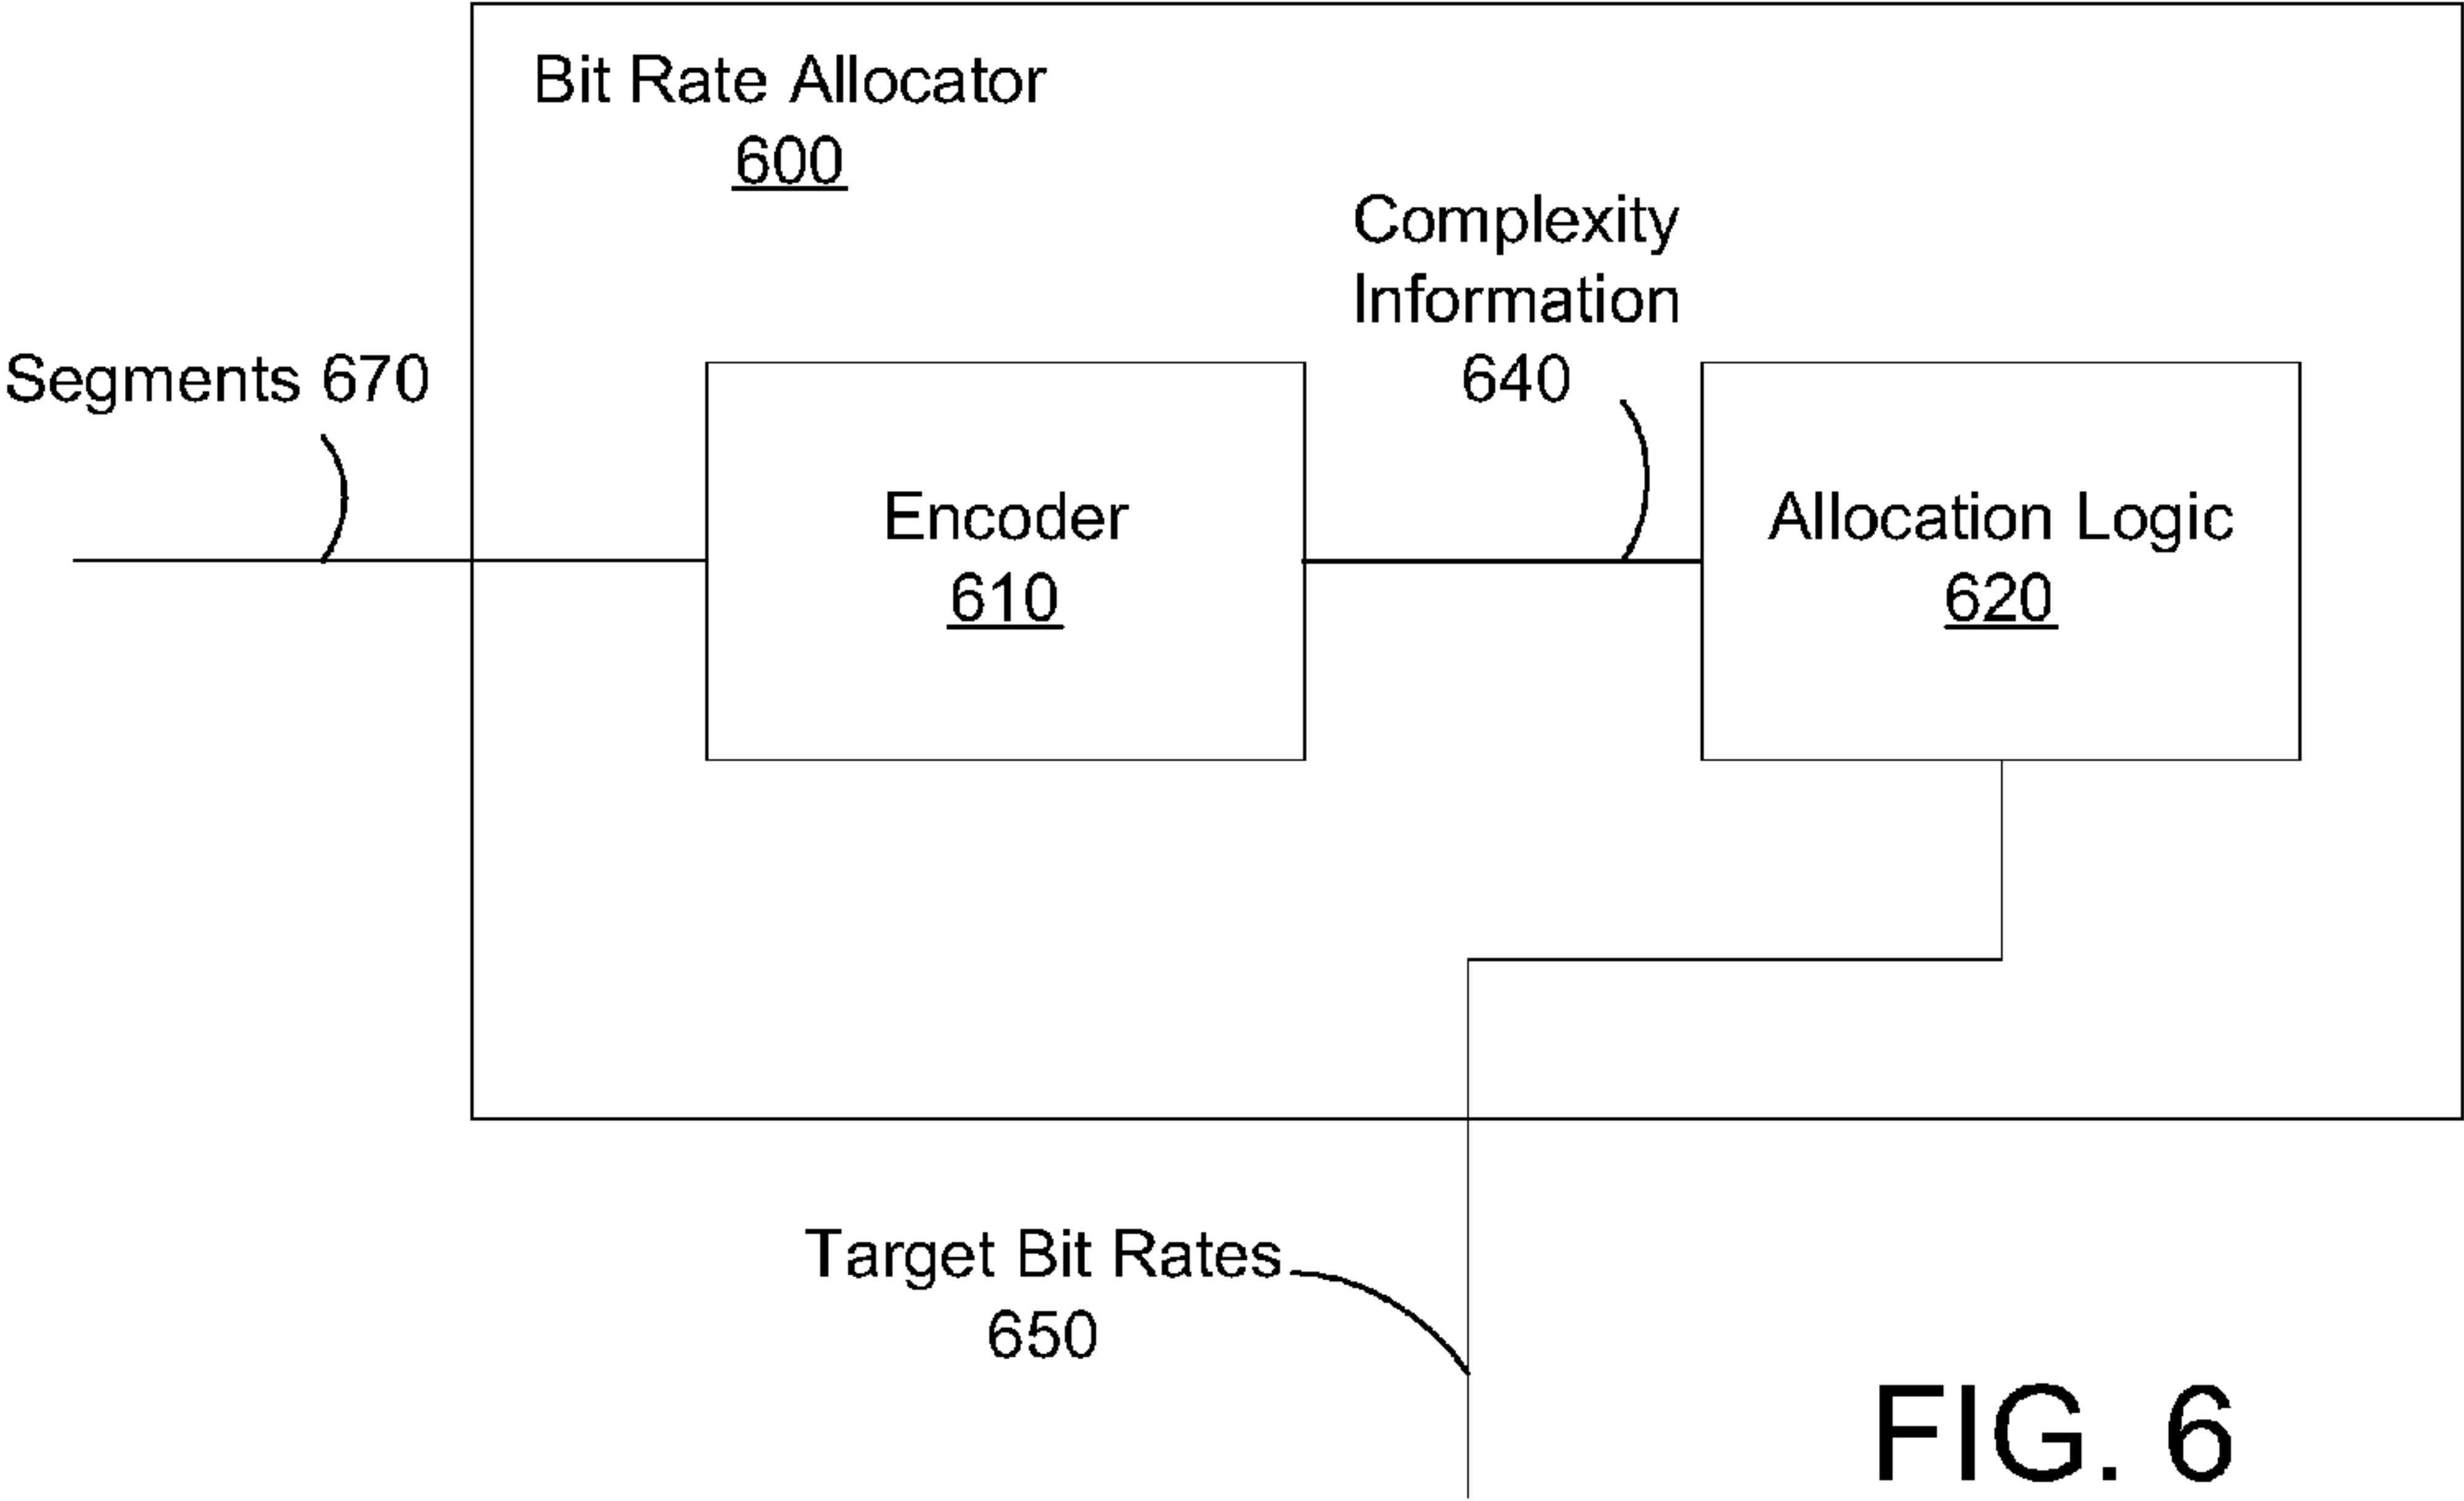 Bit Rate Allocator
600
Complexity
Information
640
Segments 670
Encoder
610
Allocation Logic
620
Target Bit Rates
650
FIG. 6